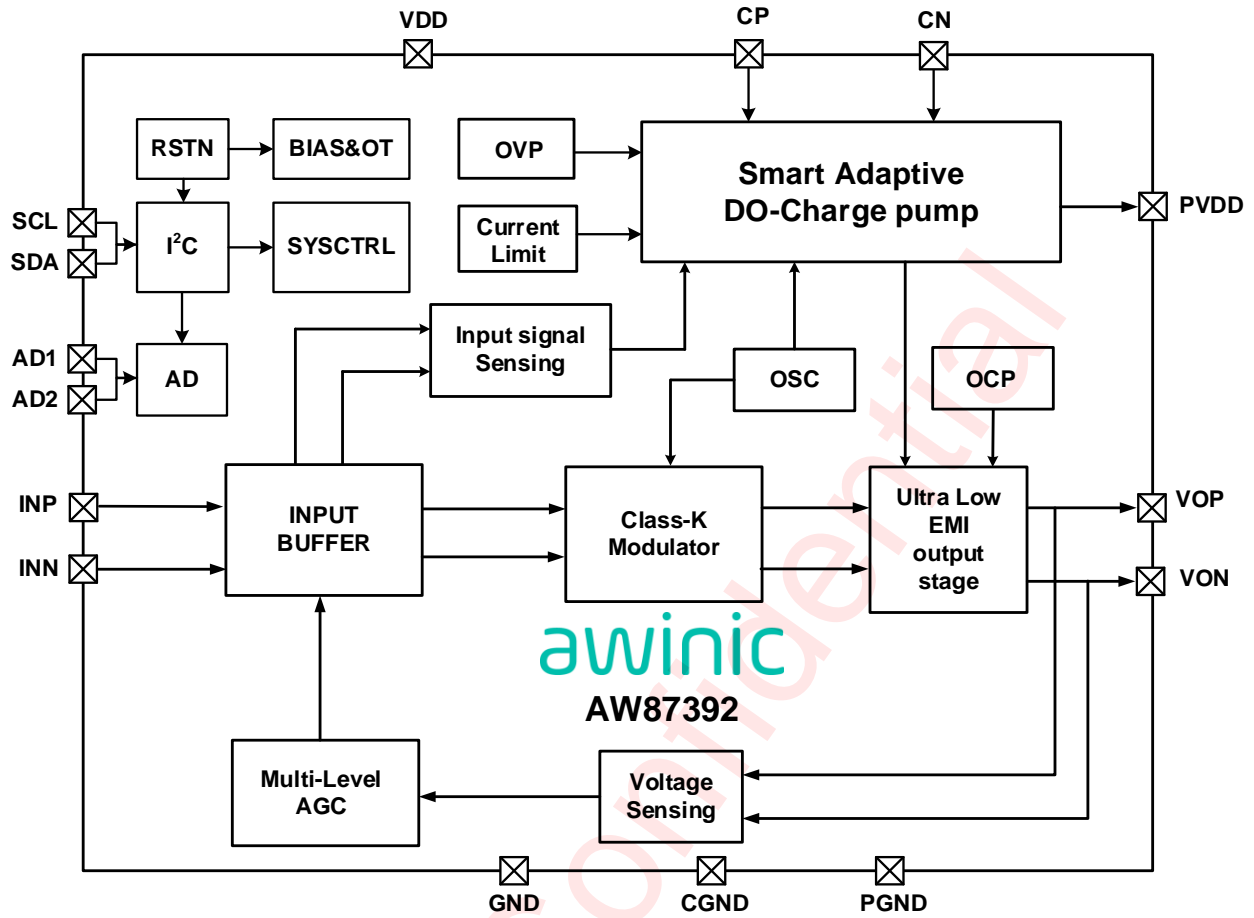 VDD
CP
CN
RSTN
BIAS&OT
OVP
Smart Adaptive
DO-Charge pump
PVDD
SCL
SDA
I²C
SYSCTRL
Current
Limit
AD1
AD2
AD
Input signal
Sensing
OSC
OCP
INP
INN
INPUT
BUFFER
Class-K
Modulator
Ultra Low
EMI
output
stage
VOP
VON
awinic
AW87392
Multi-Level
AGC
Voltage
Sensing
GND
CGND
PGND
onfidential